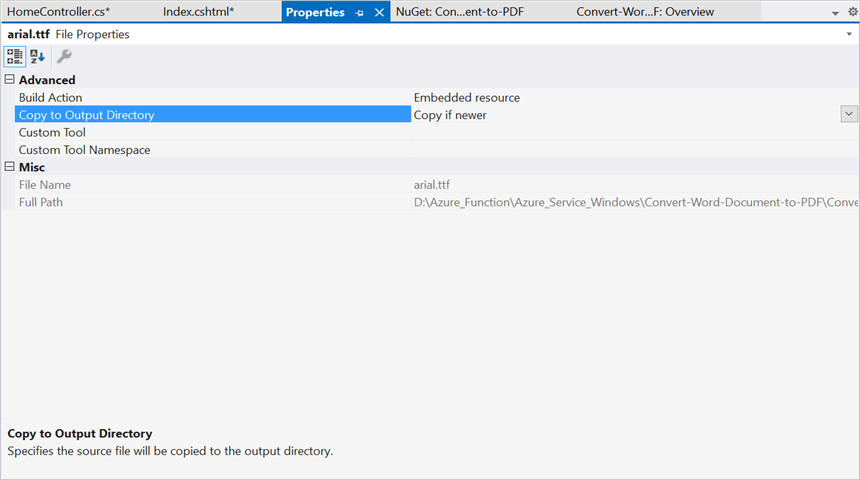 HomeController.cs* Index.cshtml* Properties NuGet: Con...ent-to-PDF Convert-Wor...F: Overview
arial.ttf File Properties
Advanced
Build Action Embedded resource
Copy to Output Directory Copy if newer
Custom Tool
Custom Tool Namespace
Misc
File Name arial.ttf
Full Path D:\Azure_Function\Azure_Service_Windows\Convert-Word-Document-to-PDF\Conve
Copy to Output Directory
Specifies the source file will be copied to the output directory.